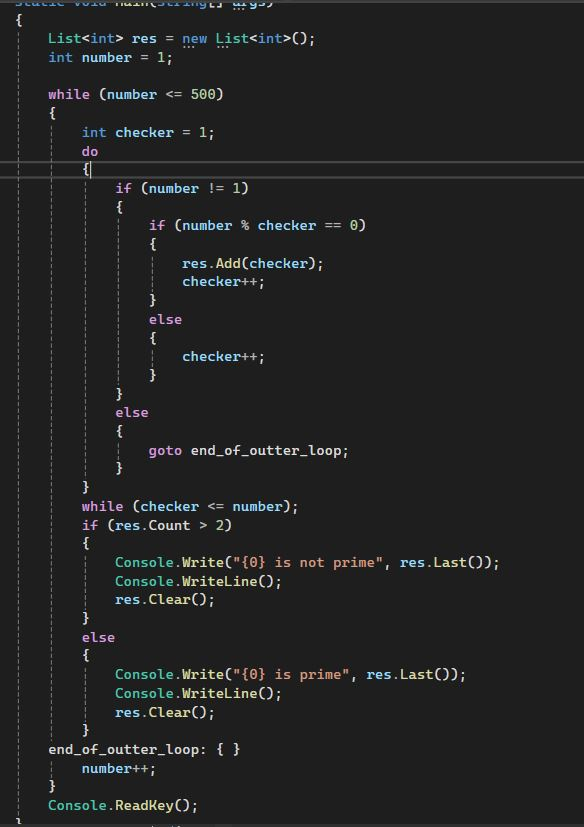 static void Main(string[] args)
{
List<int> res = new List<int>();
int number = 1;
while (number <= 500)
{
int checker = 1;
do
{
if (number != 1)
{
if (number % checker == 0)
{
res.Add(checker);
checker++;
}
else
{
checker++;
}
}
else
{
goto end_of_outter_loop;
}
}
while (checker <= number);
if (res.Count > 2)
{
Console.Write("{0} is not prime", res.Last());
Console.WriteLine();
res.Clear();
}
else
{
Console.Write("{0} is prime", res.Last());
Console.WriteLine();
res.Clear();
}
end_of_outter_loop: { }
number++;
}
Console.ReadKey();
}